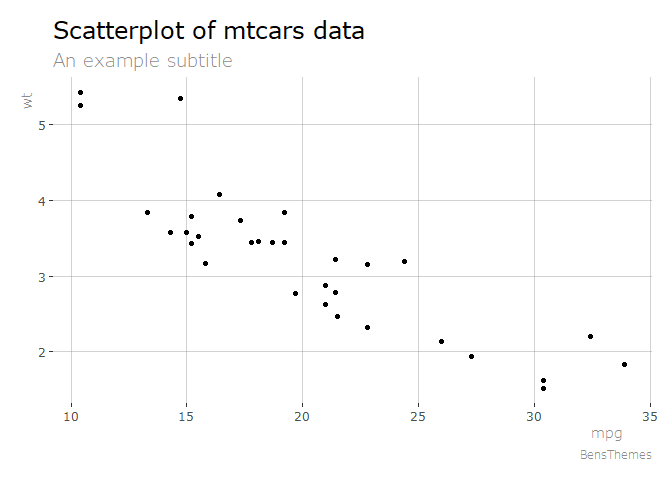 Scatterplot of mtcars data
An example subtitle
wt
5
4
3
2
10 15 20 25 30 35
mpg
BensThemes